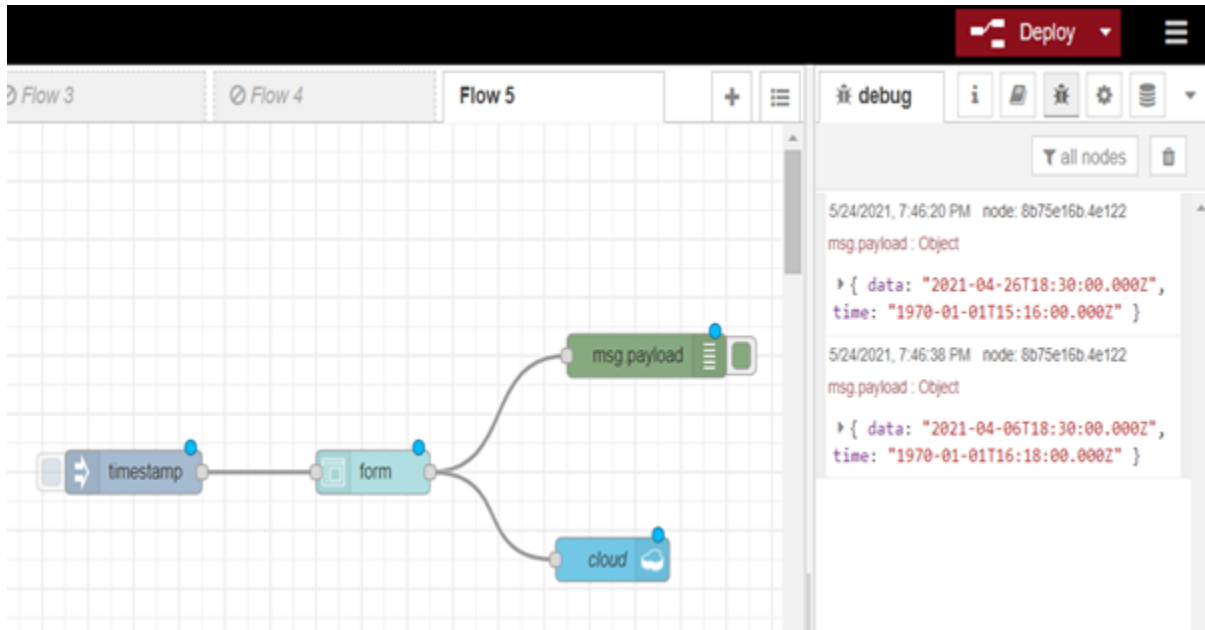 Deploy
Flow 3
Flow 4
Flow 5
debug
all nodes
5/24/2021, 7:46:20 PM node: 8b75e16b.4e122
msg.payload : Object
{ data: "2021-04-26T18:30:00.000Z",
time: "1970-01-01T15:16:00.000Z" }
5/24/2021, 7:46:38 PM node: 8b75e16b.4e122
msg.payload : Object
{ data: "2021-04-06T18:30:00.000Z",
time: "1970-01-01T16:18:00.000Z" }
msg.payload
timestamp
form
cloud